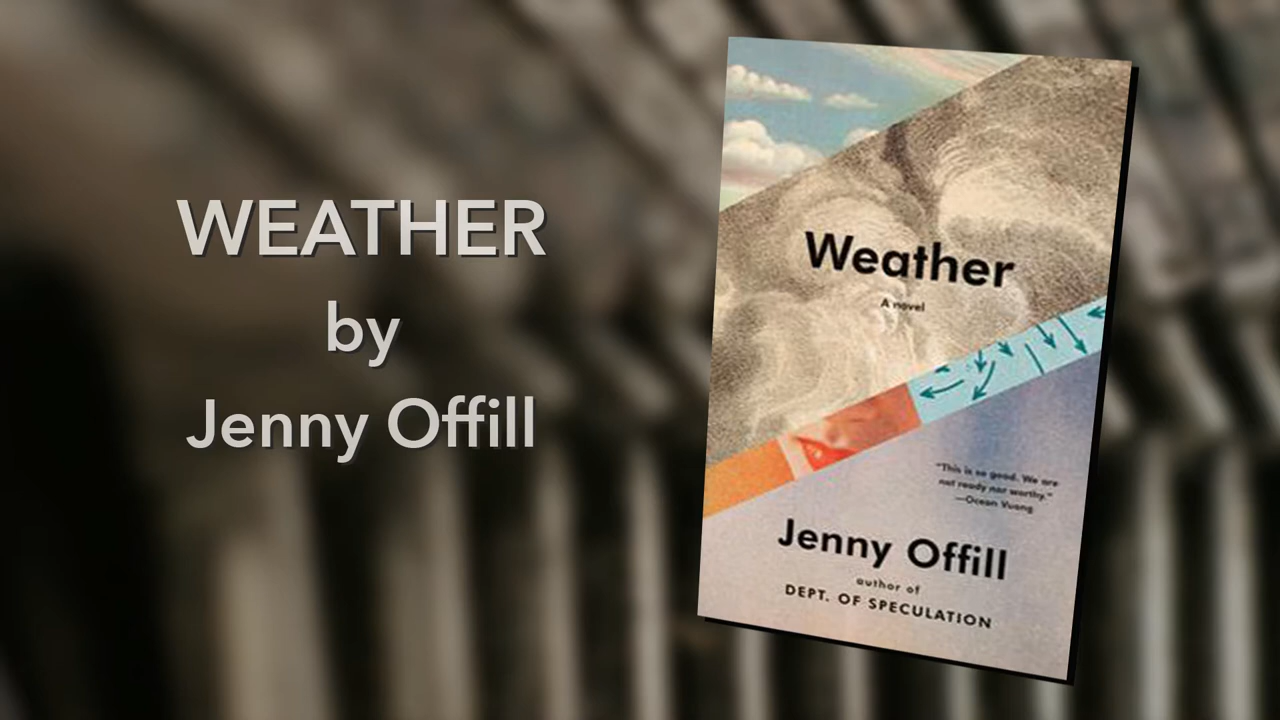 WEATHER
by
Jenny Offill
Weather
A novel
"This is so good. We are
not ready nor worthy."
—Ocean Vuong
Jenny Offill
author of
DEPT. OF SPECULATION